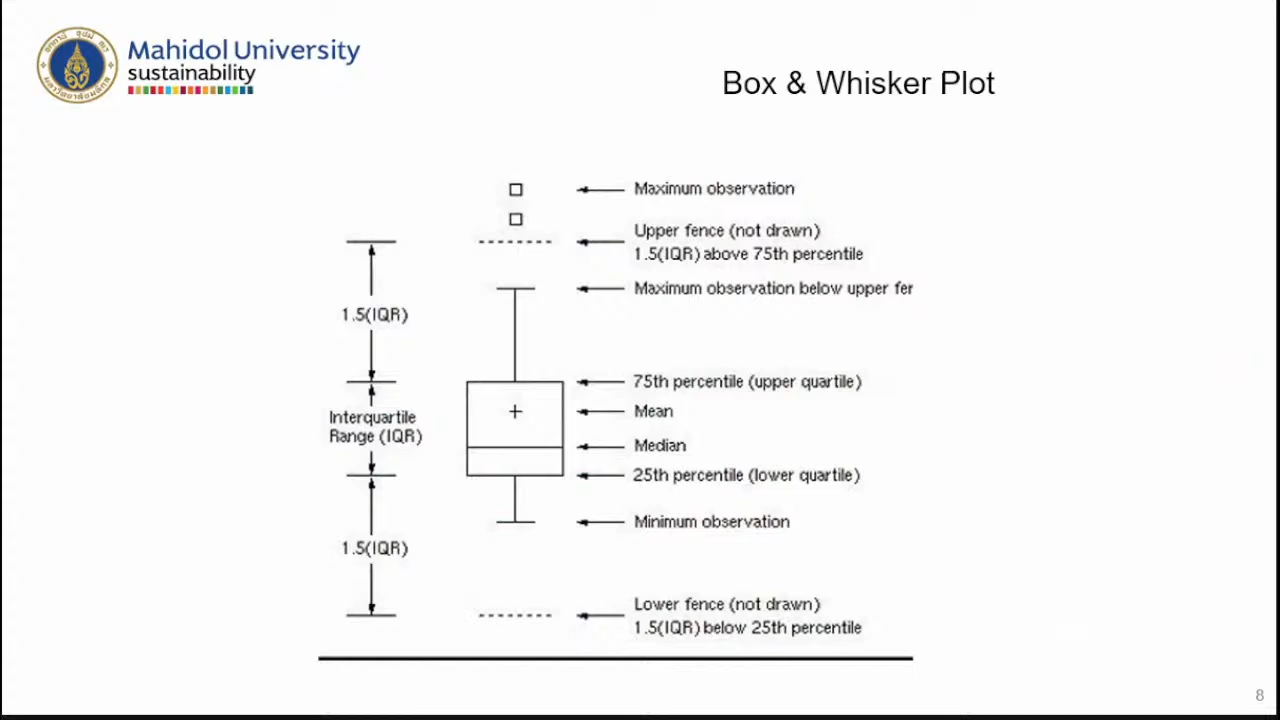 Mahidol University
sustainability
Box & Whisker Plot
Maximum observation
Upper fence (not drawn)
1.5(IQR) above 75th percentile
Maximum observation below upper fer
1.5(IQR)
75th percentile (upper quartile)
Mean
Interquartile
Range (IQR)
Median
25th percentile (lower quartile)
Minimum observation
1.5(IQR)
Lower fence (not drawn)
1.5(IQR) below 25th percentile
8